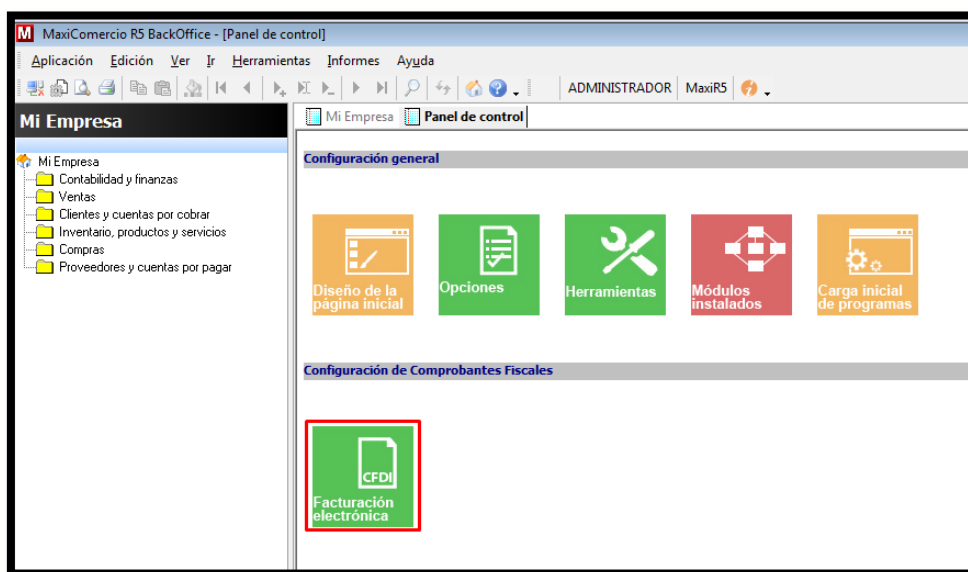 M MaxiComercio R5 BackOffice - [Panel de control]
Aplicación Edición Ver Ir Herramientas Informes Ayuda
ADMINISTRADOR MaxiR5
Mi Empresa
Mi Empresa Panel de control
Mi Empresa
Contabilidad y finanzas
Ventas
Clientes y cuentas por cobrar
Inventario, productos y servicios
Compras
Proveedores y cuentas por pagar
Configuración general
Diseño de la
página inicial
Opciones
Herramientas
Módulos
instalados
Carga inicial
de programas
Configuración de Comprobantes Fiscales
CFDI
Facturación
electrónica